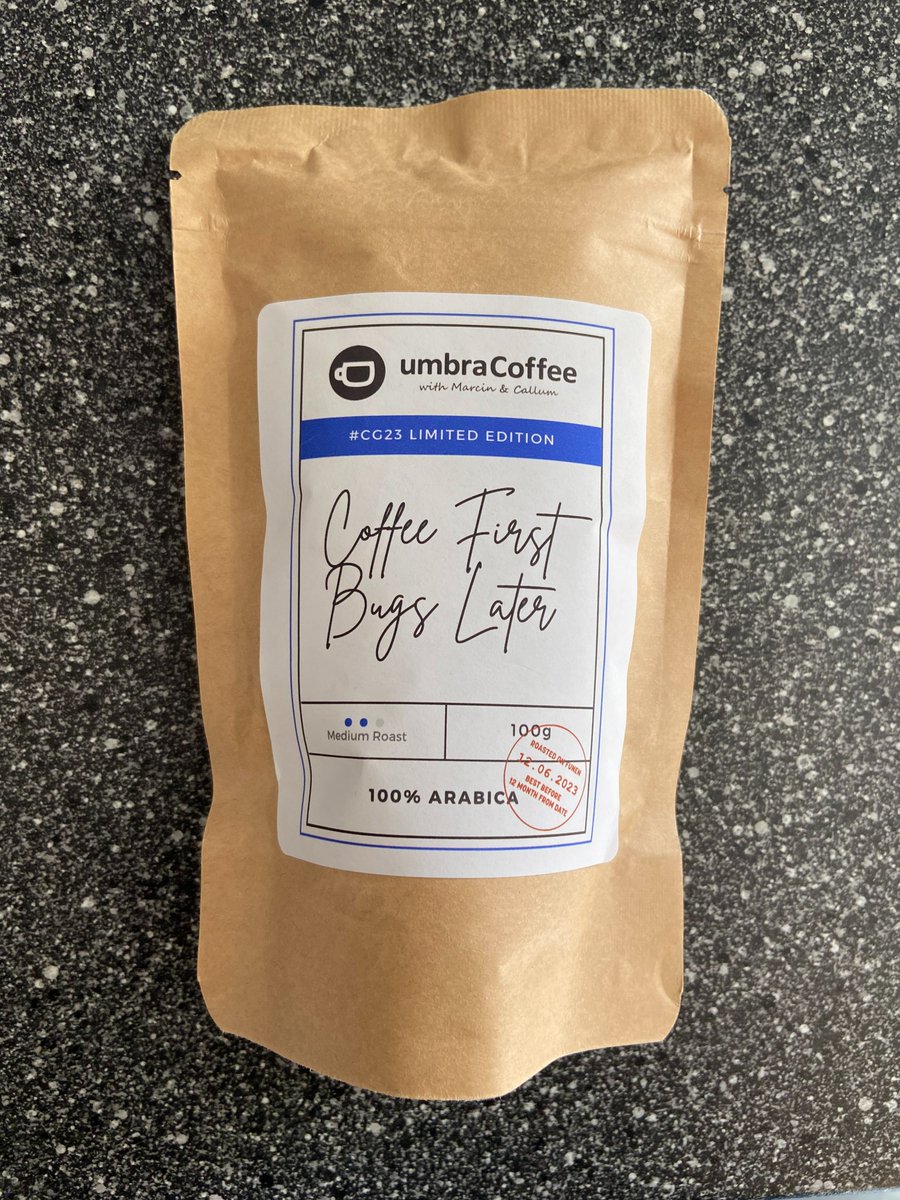 umbraCoffee
with Marcin & Callum
#CG23 LIMITED EDITION
Coffee First
Bugs Later
Medium Roast
100g
ROASTED ON FUNEN
12.06.2023
BEST BEFORE
12 MONTH FROM DATE
100% ARABICA